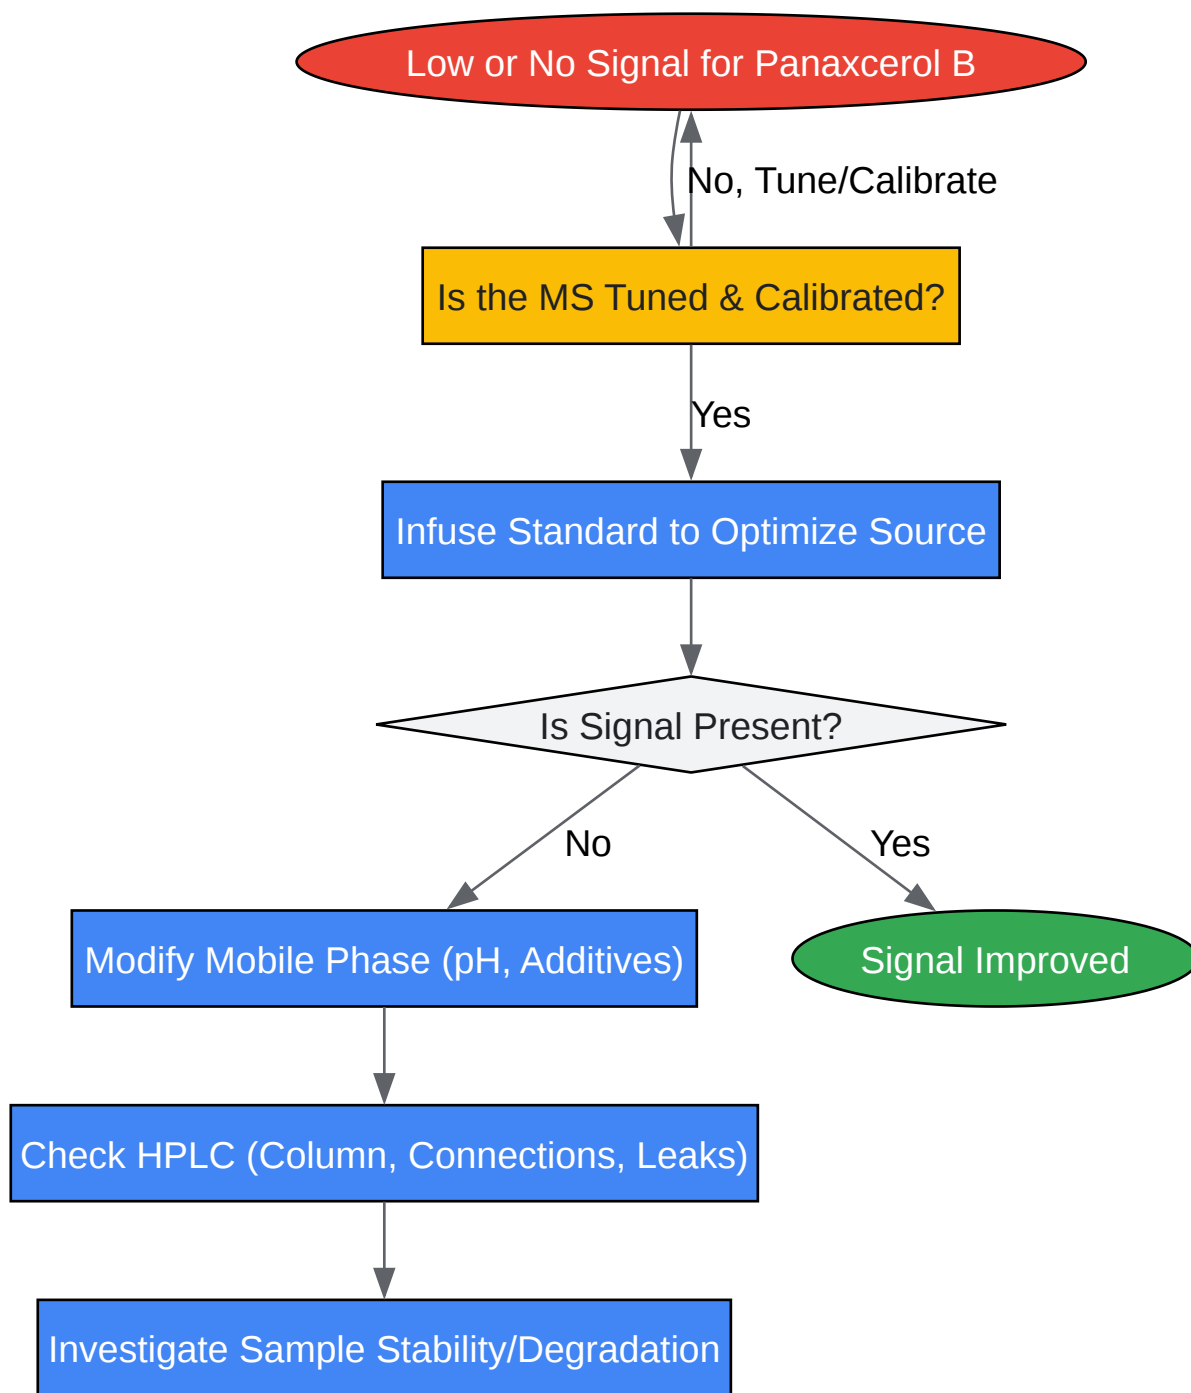 Low or No Signal for Panaxcerol B
No, Tune/Calibrate
Is the MS Tuned & Calibrated?
Yes
Infuse Standard to Optimize Source
Is Signal Present?
No
Yes
Modify Mobile Phase (pH, Additives)
Signal Improved
Check HPLC (Column, Connections, Leaks)
Investigate Sample Stability/Degradation